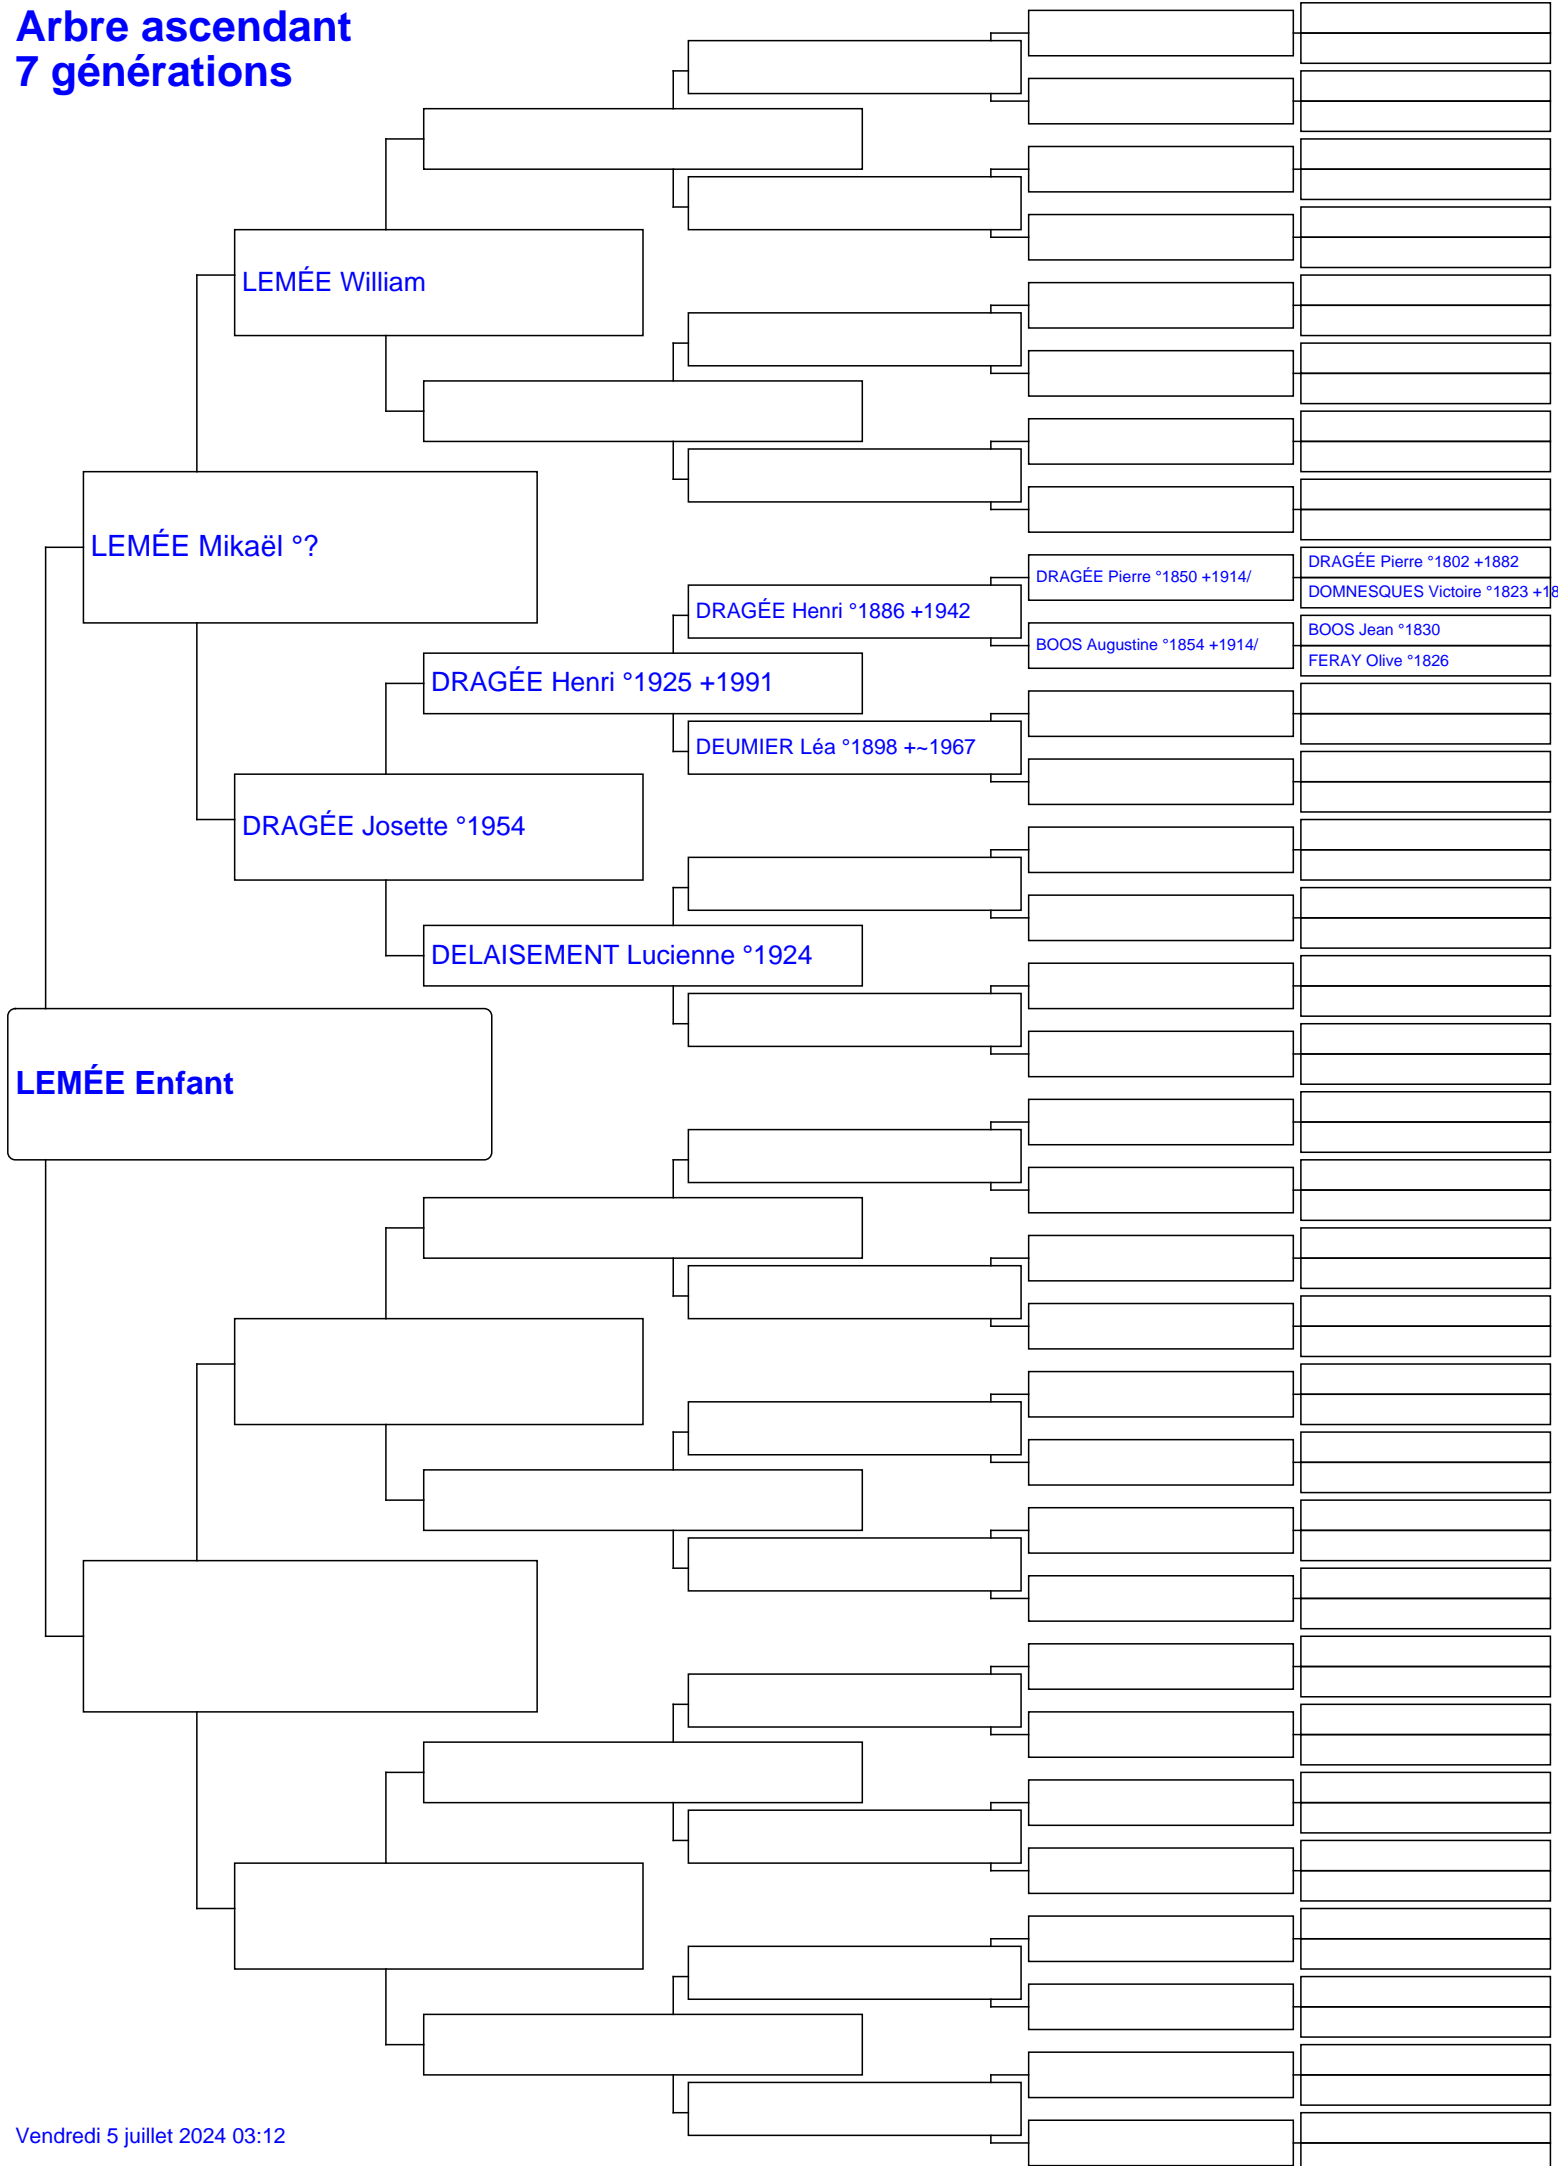 Arbre ascendant
7 générations
LEMÉE William
LEMÉE Mikaël °?
DRAGÉE Pierre °1850 +1914/
DRAGÉE Pierre °1802 +1882
DOMNESQUES Victoire °1823 +18
DRAGÉE Henri °1886 +1942
BOOS Augustine °1854 +1914/
BOOS Jean °1830
FERAY Olive °1826
DRAGÉE Henri °1925 +1991
DEUMIER Léa °1898 +~1967
DRAGÉE Josette °1954
DELAISEMENT Lucienne °1924
LEMÉE Enfant
Vendredi 5 juillet 2024 03:12